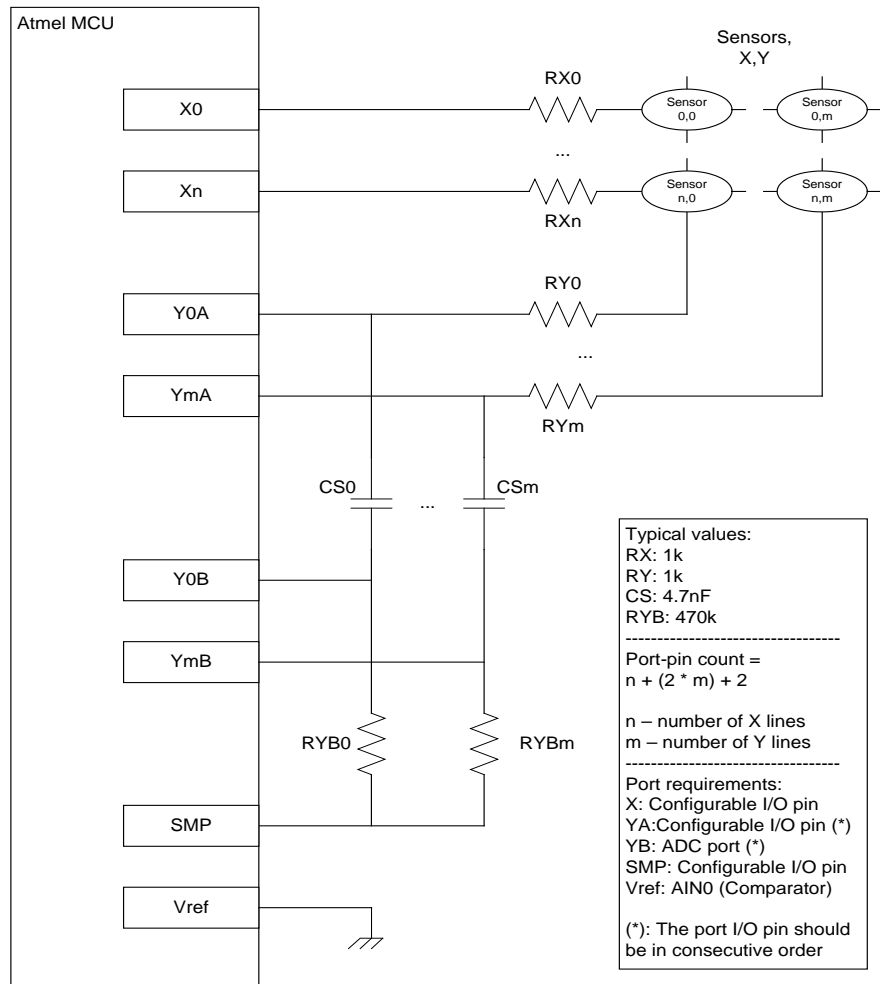 Atmel MCU
Sensors,
X,Y
X0
RX0
Sensor
0,0
Sensor
0,m
...
Xn
RXn
Sensor
n,0
Sensor
n,m
Y0A
RY0
...
YmA
RYm
CS0
...
CSm
Y0B
YmB
RYB0
RYBm
SMP
Vref
Typical values:
RX: 1k
RY: 1k
CS: 4.7nF
RYB: 470k
-----------------------------------
Port-pin count =
n + (2 * m) + 2
n – number of X lines
m – number of Y lines
-----------------------------------
Port requirements:
X: Configurable I/O pin
YA:Configurable I/O pin (*)
YB: ADC port (*)
SMP: Configurable I/O pin
Vref: AIN0 (Comparator)
(*): The port I/O pin should
be in consecutive order